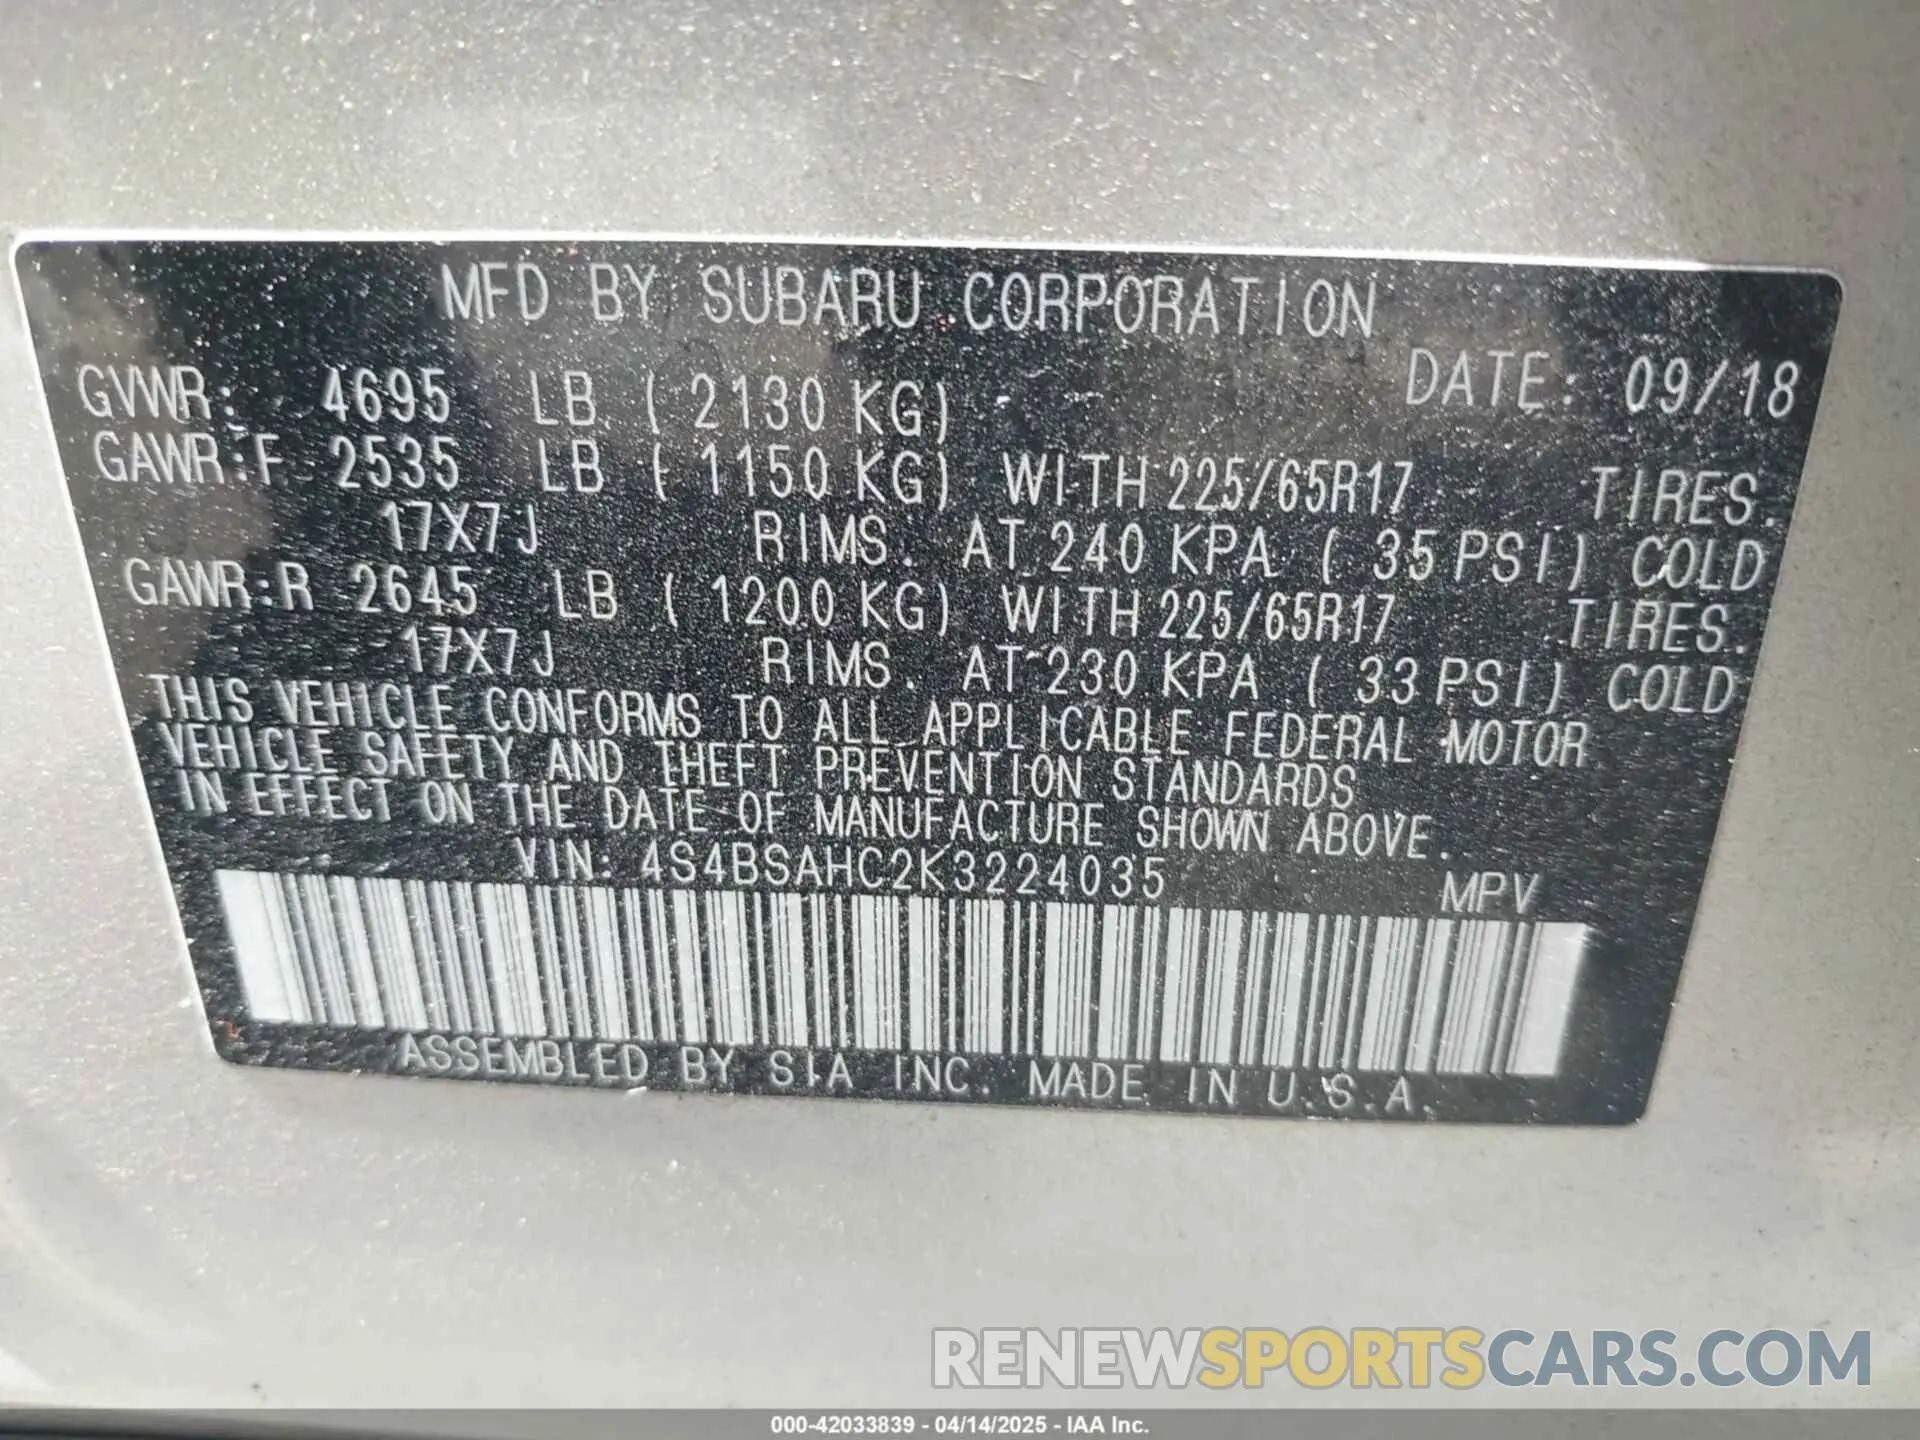 MFD BY SUBARU CORPORATION
DATE: 09/18
GVWR: 4695 LB ( 2130 KG)
GAWR:F 2535 LB ( 1150 KG) WITH 225/65R17 TIRES.
17X7J RIMS. AT 240 KPA ( 35 PSI) COLD
GAWR:R 2645 LB ( 1200 KG) WITH 225/65R17 TIRES.
17X7J RIMS. AT 230 KPA ( 33 PSI) COLD
THIS VEHICLE CONFORMS TO ALL APPLICABLE FEDERAL MOTOR
VEHICLE SAFETY AND THEFT PREVENTION STANDARDS
IN EFFECT ON THE DATE OF MANUFACTURE SHOWN ABOVE.
VIN: 4S4BSAHC2K3224035 MPV
ASSEMBLED BY SIA INC. MADE IN U.S.A.
RENEWSPORTSCARS.COM
000-42033839 - 04/14/2025 - IAA Inc.